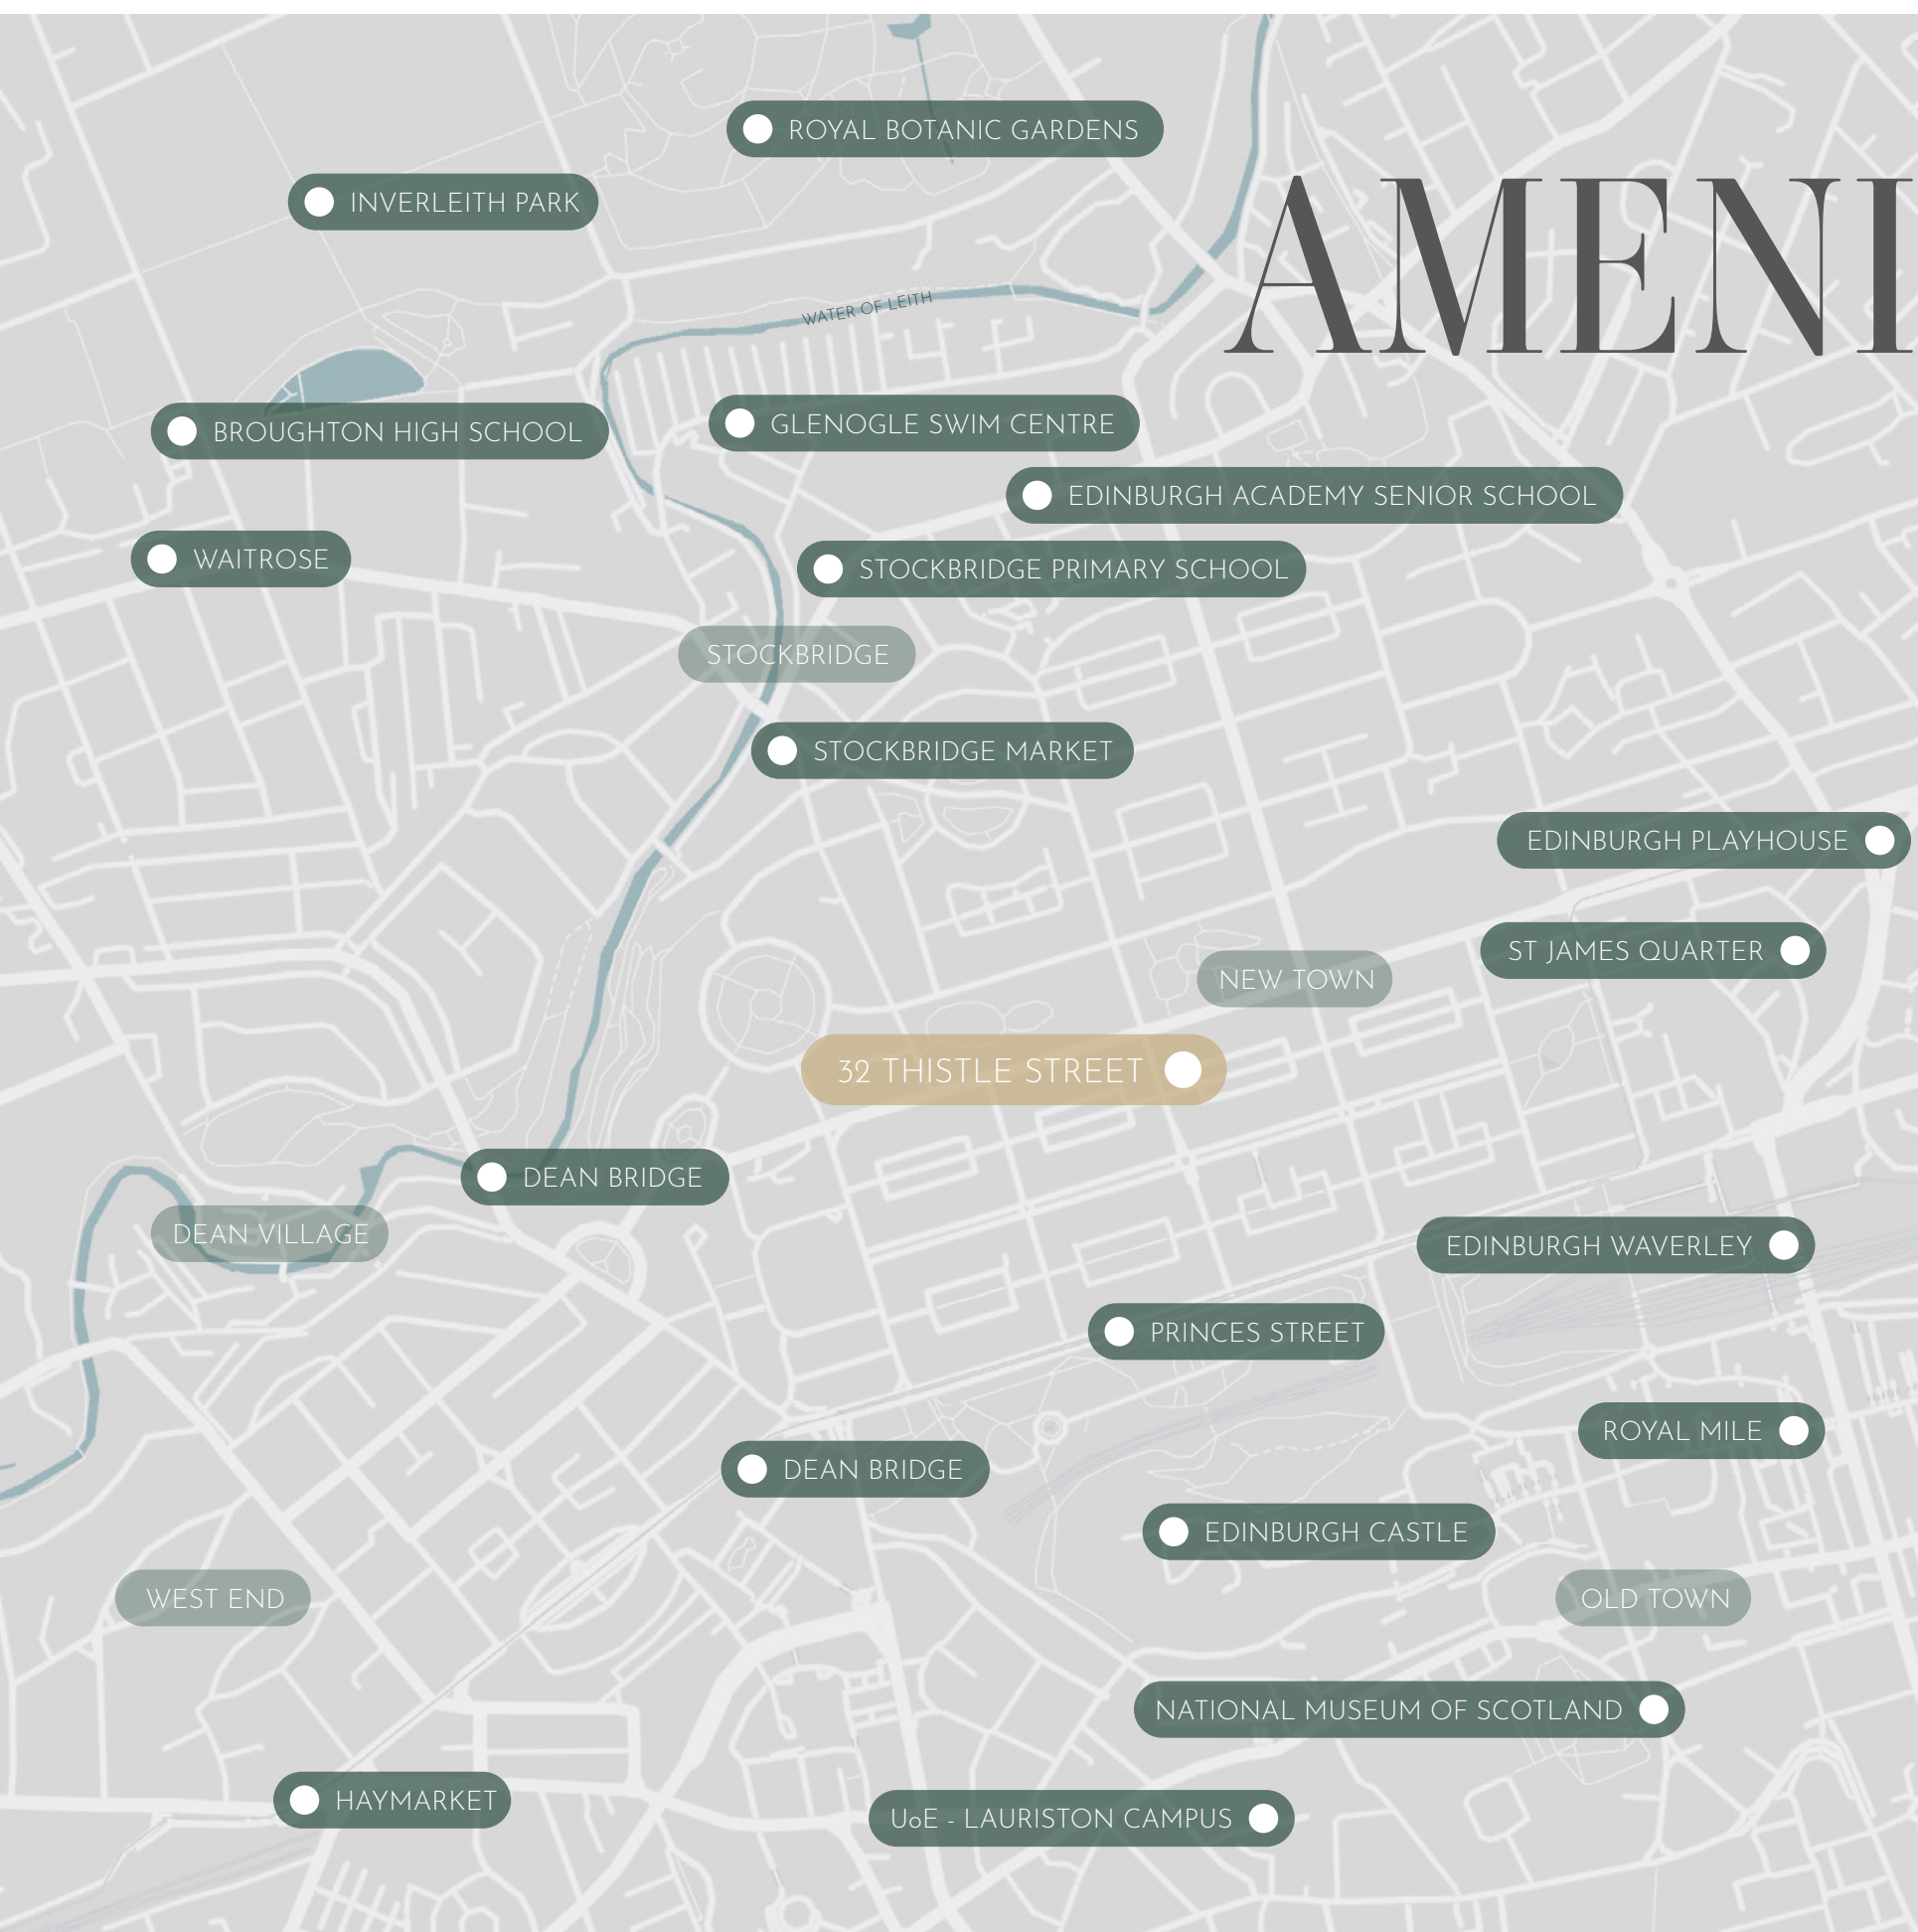 ROYAL BOTANIC GARDENS
INVERLEITH PARK
AMENI
WATER OF LEITH
BROUGHTON HIGH SCHOOL
GLENOGLE SWIM CENTRE
EDINBURGH ACADEMY SENIOR SCHOOL
WAITROSE
STOCKBRIDGE PRIMARY SCHOOL
STOCKBRIDGE
STOCKBRIDGE MARKET
EDINBURGH PLAYHOUSE
ST JAMES QUARTER
NEW TOWN
32 THISTLE STREET
DEAN BRIDGE
DEAN VILLAGE
EDINBURGH WAVERLEY
PRINCES STREET
ROYAL MILE
DEAN BRIDGE
EDINBURGH CASTLE
WEST END
OLD TOWN
NATIONAL MUSEUM OF SCOTLAND
HAYMARKET
UoE - LAURISTON CAMPUS